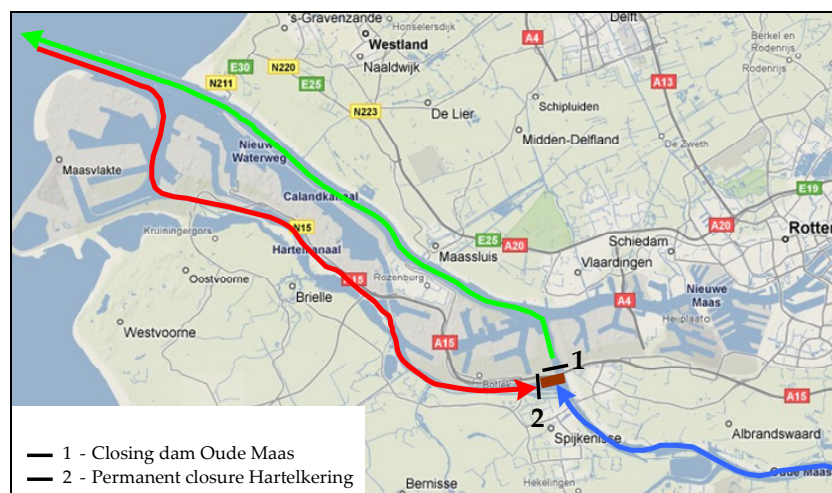 's-Gravenzande
Honselersdijk
Westland
Naaldwijk
Delft
A4
Berkel en
Rodenrijs
Rodenrijs
E30
N220
N211
E25
A13
N223
De Lier
Schipluiden
Midden-Delfland
De Zweth
Maasvlakte
Nieuwe
Waterweg
Calandkanaal
E19
N15
A20
Kruiningergors
Hartelkanaal
Maassluis
E25
A20
Schiedam
Rotter
Vlaardingen
Oostvoorne
A15
Rozenburg
Brielle
A4
Nieuwe
Maas
Heijplaat
Westvoorne
A15
1
Botlek
2
A15
Spijkenisse
Albrandswaard
Oude Maas
Hekelingen
Bernisse
1 - Closing dam Oude Maas
2 - Permanent closure Hartelkering